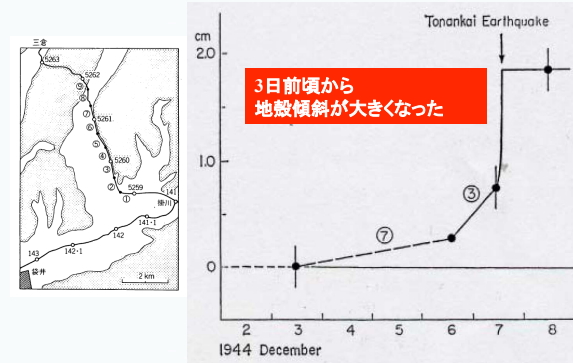 三倉
5263
5262
⑨
⑧
⑦
5261
⑥
⑤
5260
④
③
②
①
5259
141
掛川
141·1
142
142·1
143
袋井
2 km
cm
Tonankai Earthquake
2.0
3日前頃から
地殻傾斜が大きくなった
1.0
③
⑦
0
2 3 4 5 6 7 8
1944 December